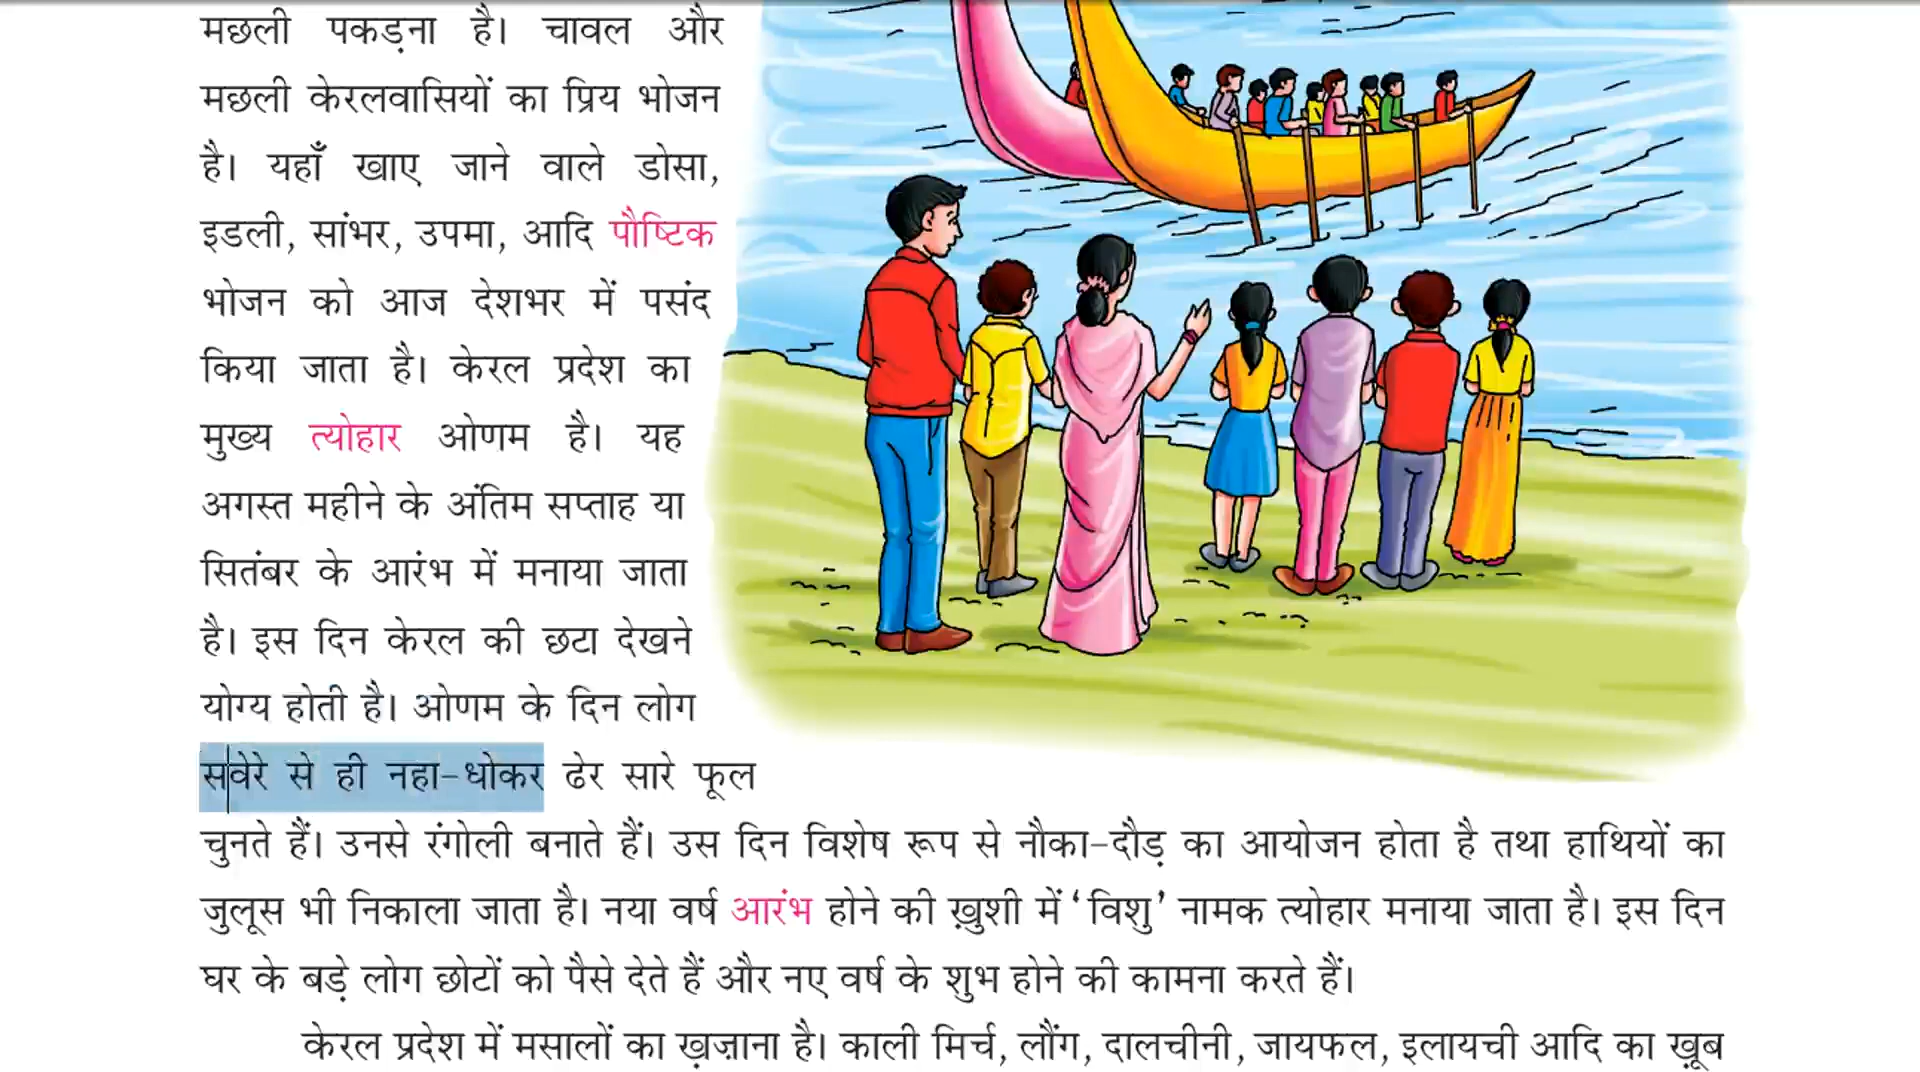 मछली पकड़ना है। चावल और
मछली केरलवासियों का प्रिय भोजन
है। यहाँ खाए जाने वाले डोसा,
इडली, सांभर, उपमा, आदि पौष्टिक
भोजन को आज देशभर में पसंद
किया जाता है। केरल प्रदेश का
मुख्य त्योहार ओणम है। यह
अगस्त महीने के अंतिम सप्ताह या
सितंबर के आरंभ में मनाया जाता
है। इस दिन केरल की छटा देखने
योग्य होती है। ओणम के दिन लोग
सवेरे से ही नहा-धोकर ढेर सारे फूल
चुनते हैं। उनसे रंगोली बनाते हैं। उस दिन विशेष रूप से नौका-दौड़ का आयोजन होता है तथा हाथियों का
जुलूस भी निकाला जाता है। नया वर्ष आरंभ होने की ख़ुशी में ‘विशु’ नामक त्योहार मनाया जाता है। इस दिन
घर के बड़े लोग छोटों को पैसे देते हैं और नए वर्ष के शुभ होने की कामना करते हैं।
केरल प्रदेश में मसालों का ख़ज़ाना है। काली मिर्च, लौंग, दालचीनी, जायफल, इलायची आदि का ख़ूब